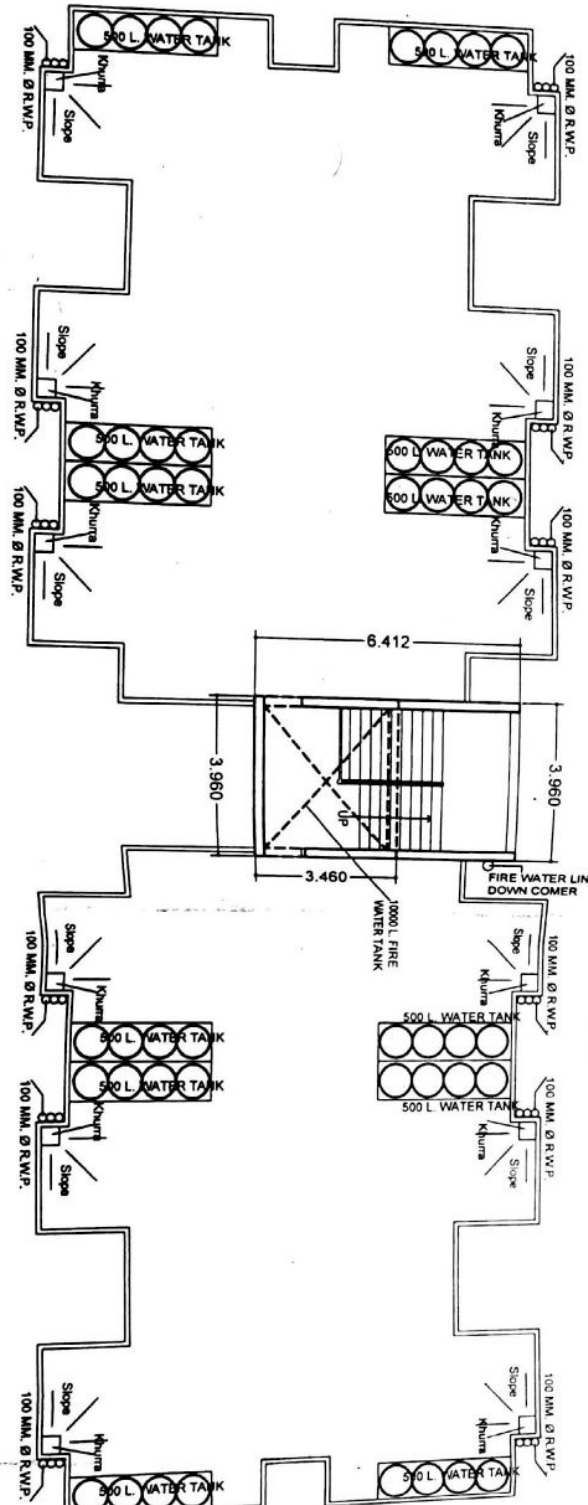 500 L. WATER TANK
500 L. WATER TANK
100 MM. Ø R.W.P.
Khurra
Slope
100 MM. Ø R.W.P.
Khurra
Slope
Slope
100 MM. Ø R.W.P.
Khurra
Slope
100 MM. Ø R.W.P.
Khurra
500 L. WATER TANK
500 L. WATER TANK
500 L. WATER TANK
500 L. WATER TANK
100 MM. Ø R.W.P.
Khurra
Slope
100 MM. Ø R.W.P.
Khurra
Slope
6.412
3.960
3.960
UP
3.460
10000 L. FIRE
WATER TANK
FIRE WATER LIN
DOWN COMER
Slope
100 MM. Ø R.W.P.
Khurra
Slope
100 MM. Ø R.W.P.
Khurra
500 L. WATER TANK
500 L. WATER TANK
500 L. WATER TANK
500 L. WATER TANK
100 MM. Ø R.W.P.
Khurra
Slope
100 MM. Ø R.W.P.
Khurra
Slope
Slope
100 MM. Ø R.W.P.
Khurra
Slope
100 MM. Ø R.W.P.
Khurra
500 L. WATER TANK
500 L. WATER TANK